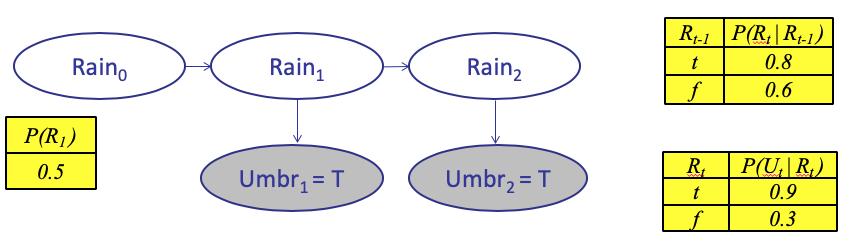 Rain₀
Rain₁
Rain₂
Umbr₁ = T
Umbr₂ = T
P(R₁)
0.5
Rₜ₋₁ P(Rₜ | Rₜ₋₁)
t 0.8
f 0.6
Rₜ P(Uₜ | Rₜ)
t 0.9
f 0.3